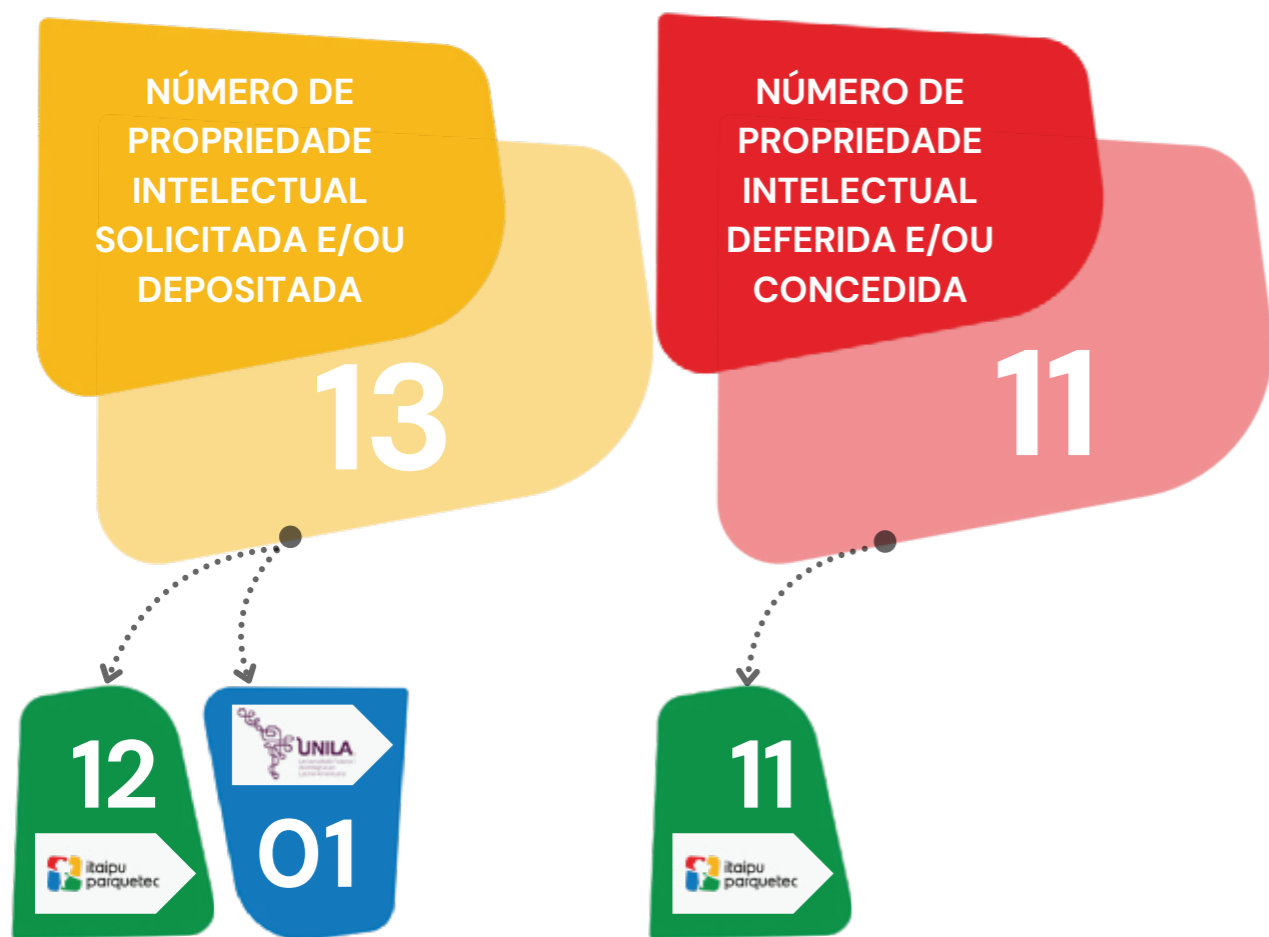 NÚMERO DE
PROPRIEDADE
INTELECTUAL
SOLICITADA E/OU
DEPOSITADA
13
NÚMERO DE
PROPRIEDADE
INTELECTUAL
DEFERIDA E/OU
CONCEDIDA
11
12
itaipu
parquetec
UNILA
01
11
itaipu
parquetec